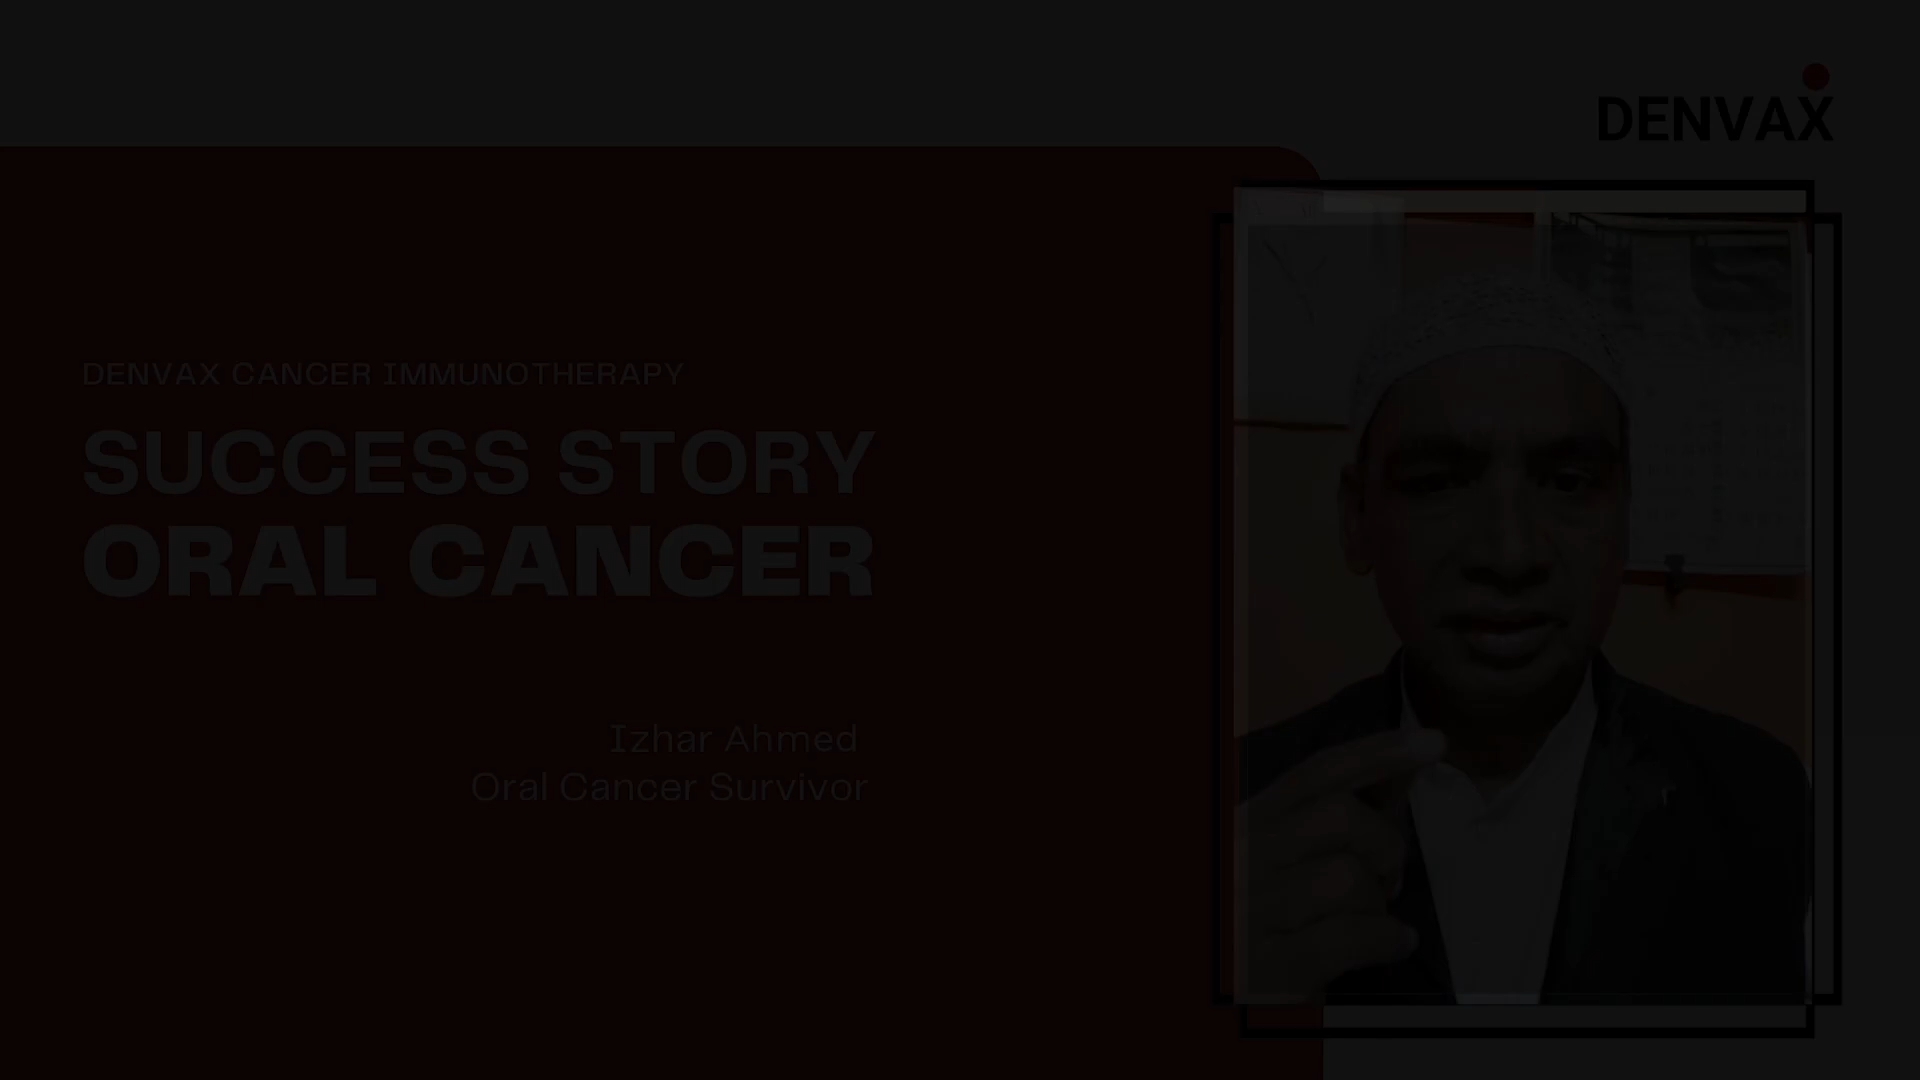 DENVAX
DENVAX CANCER IMMUNOTHERAPY
SUCCESS STORY
ORAL CANCER
Izhar Ahmed
Oral Cancer Survivor